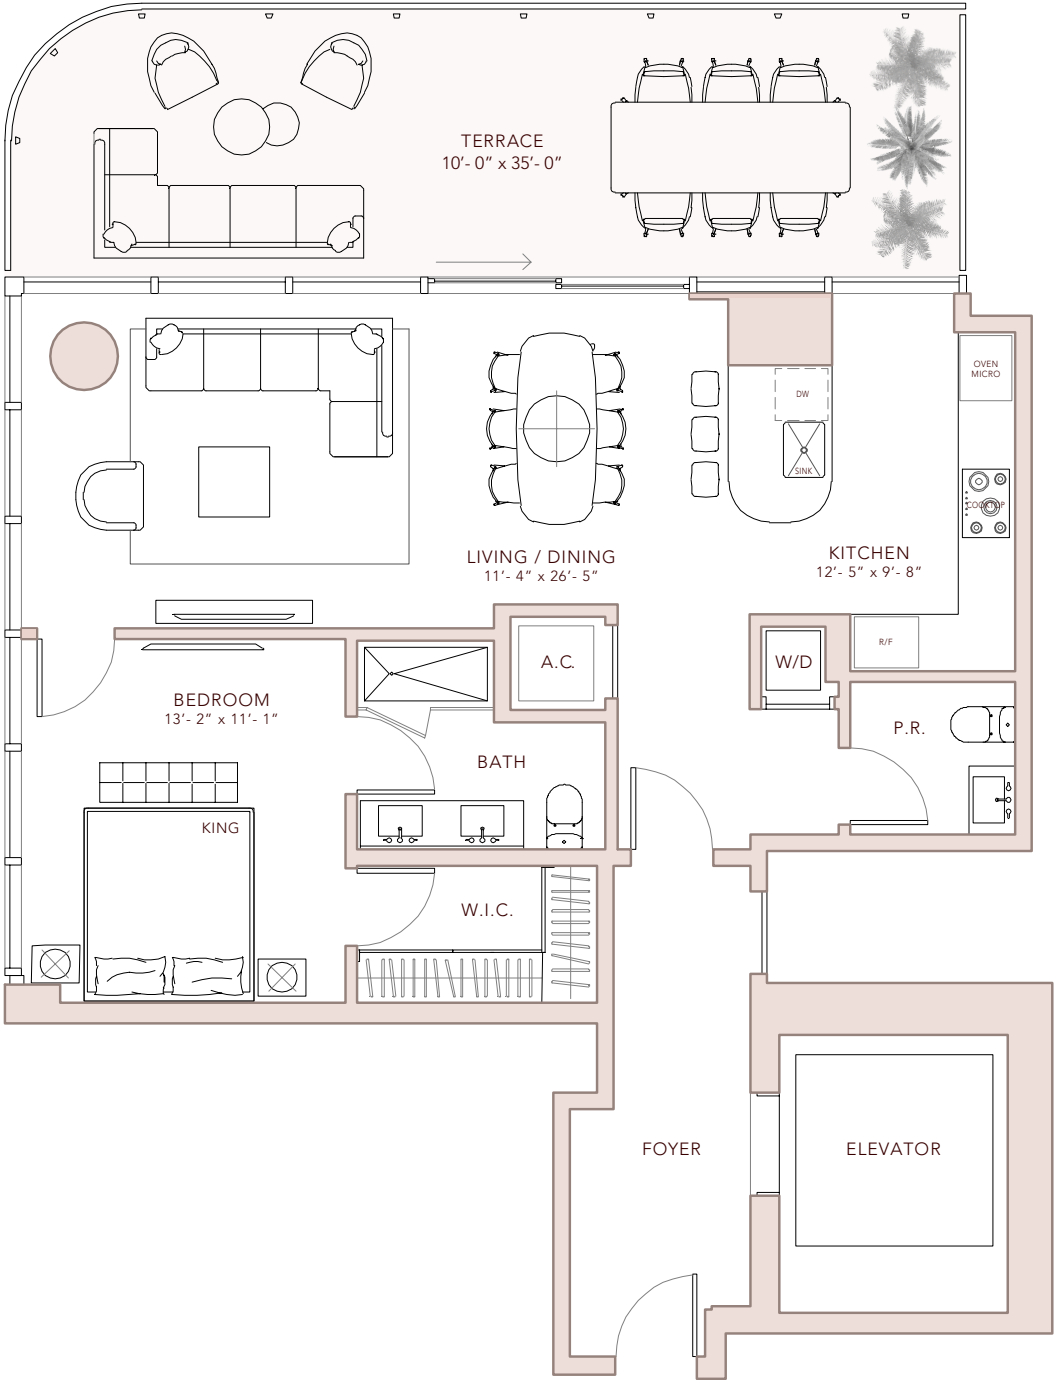 TERRACE
10'- 0" x 35'- 0"
OVEN
MICRO
DW
SINK
COOKTOP
LIVING / DINING
11'- 4" x 26'- 5"
KITCHEN
12'- 5" x 9'- 8"
R/F
A.C.
W/D
BEDROOM
13'- 2" x 11'- 1"
P.R.
BATH
KING
W.I.C.
FOYER
ELEVATOR